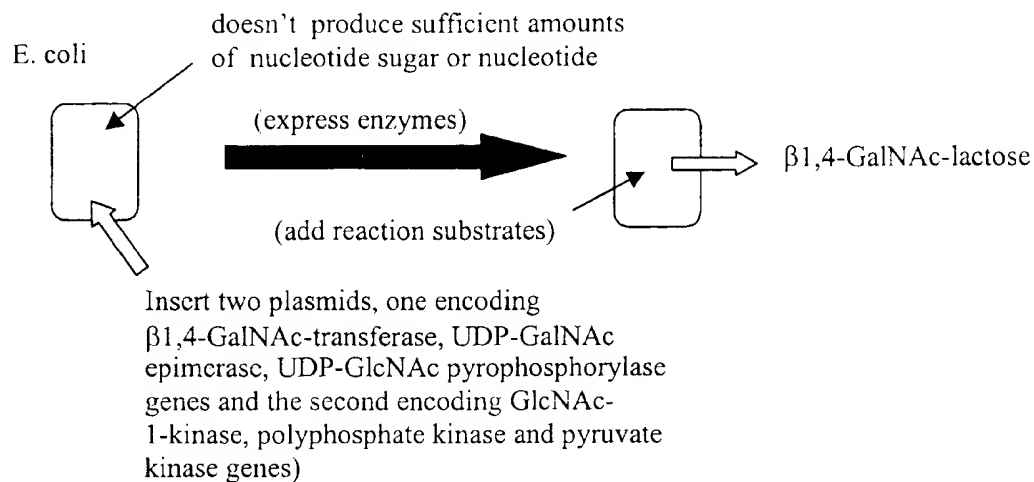 doesn't produce sufficient amounts
of nucleotide sugar or nucleotide
E. coli
(express enzymes)
β1,4-GalNAc-lactose
(add reaction substrates)
Insert two plasmids, one encoding
β1,4-GalNAc-transferase, UDP-GalNAc
epimerase, UDP-GlcNAc pyrophosphorylase
genes and the second encoding GlcNAc-
1-kinase, polyphosphate kinase and pyruvate
kinase genes)